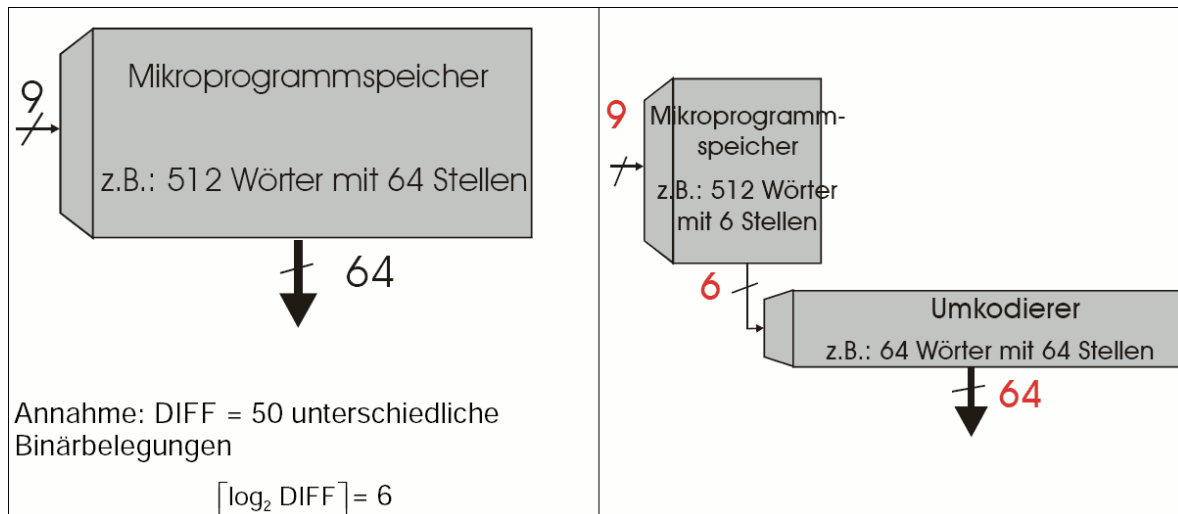 9
Mikroprogrammspeicher
z.B.: 512 Wörter mit 64 Stellen
64
Annahme: DIFF = 50 unterschiedliche
Binärbelegungen
⌈log₂ DIFF⌉ = 6
9
Mikroprogramm-
speicher
z.B.: 512 Wörter
mit 6 Stellen
6
Umkodierer
z.B.: 64 Wörter mit 64 Stellen
64